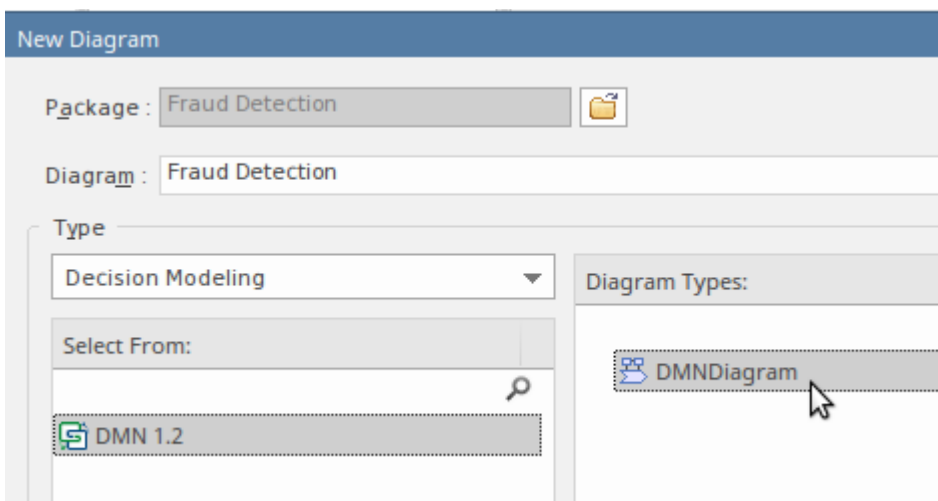 New Diagram
Package : Fraud Detection
Diagram : Fraud Detection
Type
Decision Modeling
Diagram Types:
Select From:
DMNDiagram
DMN 1.2